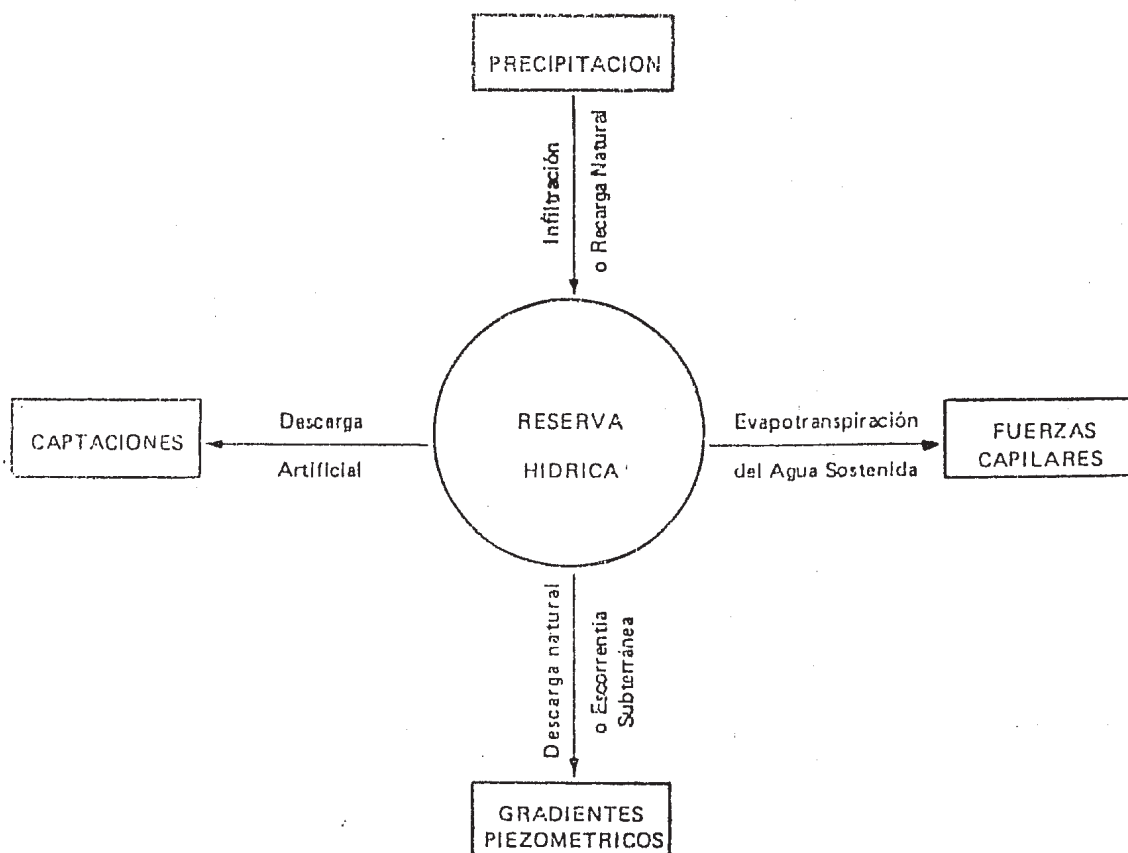 PRECIPITACION
Infiltración
o Recarga Natural
CAPTACIONES
Descarga
Artificial
RESERVA
HIDRICA
Evapotranspiración
del Agua Sostenida
FUERZAS
CAPILARES
Descarga natural
o Escorrentia
Subterránea
GRADIENTES
PIEZOMETRICOS